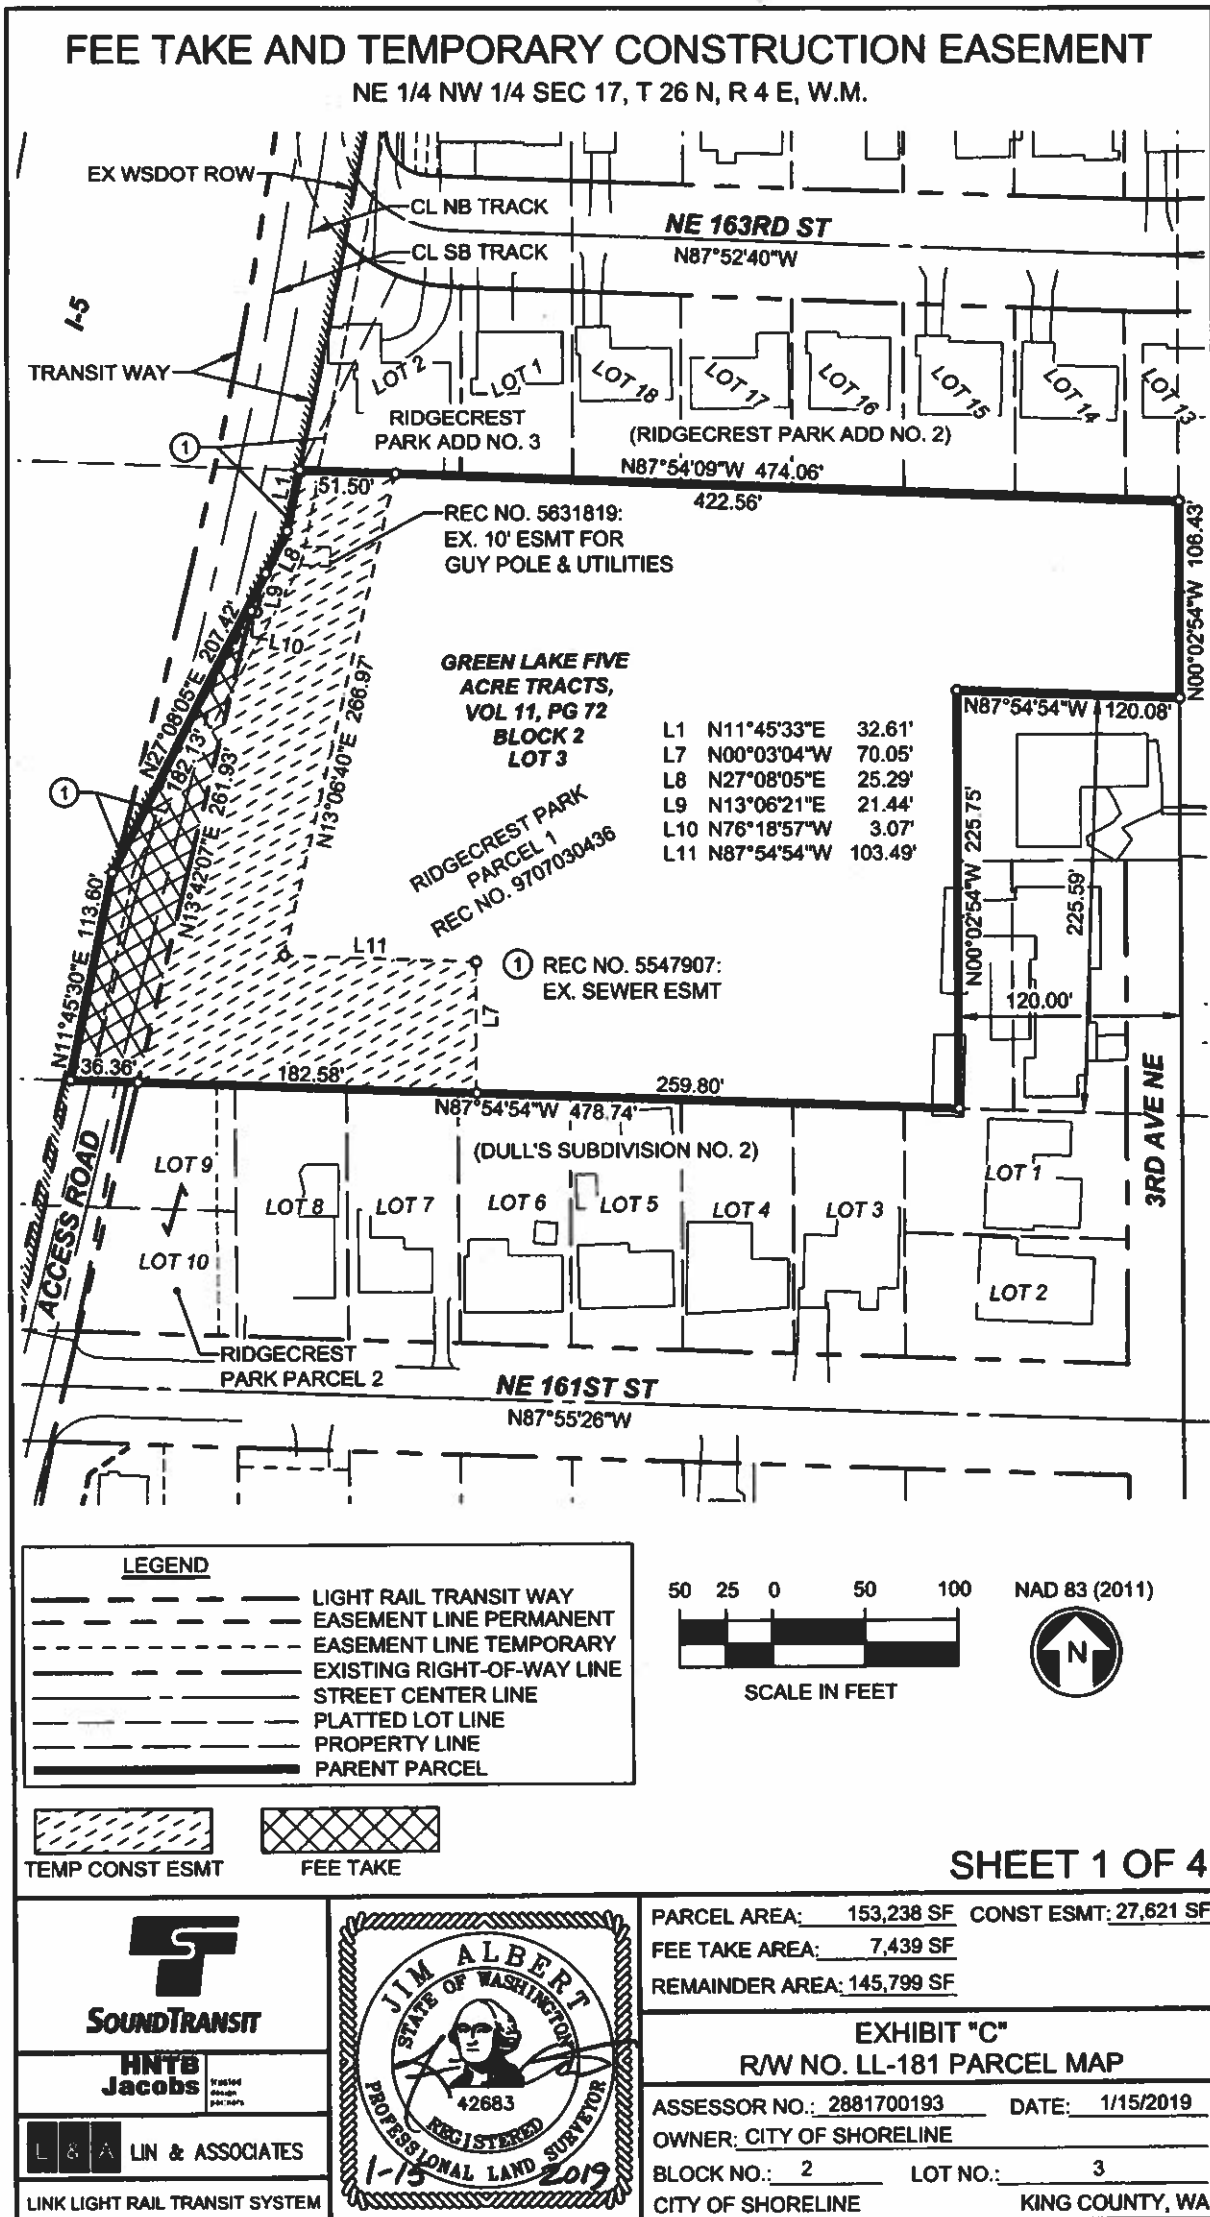 FEE TAKE AND TEMPORARY CONSTRUCTION EASEMENT
NE 1/4 NW 1/4 SEC 17, T 26 N, R 4 E, W.M.
EX WSDOT ROW
CL NB TRACK
CL SB TRACK
NE 163RD ST
N87°52'40"W
I-5
TRANSIT WAY
LOT 2
LOT 1
LOT 18
LOT 17
LOT 16
LOT 15
LOT 14
LOT 13
RIDGECREST
PARK ADD NO. 3
(RIDGECREST PARK ADD NO. 2)
1
N87°54'09"W 474.06'
L1
51.50'
422.56'
REC NO. 5631819:
EX. 10' ESMT FOR
GUY POLE & UTILITIES
N00°02'54"W 106.43'
L8
L9
L10
N27°08'05"E 207.42'
182.13'
N13°42'07"E 261.93'
N13°06'40"E 266.97'
GREEN LAKE FIVE
ACRE TRACTS,
VOL 11, PG 72
BLOCK 2
LOT 3
N87°54'54"W 120.08'
L1 N11°45'33"E 32.61'
L7 N00°03'04"W 70.05'
L8 N27°08'05"E 25.29'
L9 N13°06'21"E 21.44'
L10 N76°18'57"W 3.07'
L11 N87°54'54"W 103.49'
RIDGECREST PARK
PARCEL 1
REC NO. 9707030436
1
N00°02'54"W 225.75'
225.59'
N11°45'30"E 113.60'
L11
1 REC NO. 5547907:
EX. SEWER ESMT
L7
120.00'
36.36'
182.58'
259.80'
N87°54'54"W 478.74'
(DULL'S SUBDIVISION NO. 2)
3RD AVE NE
ACCESS ROAD
LOT 9
LOT 8
LOT 7
LOT 6
LOT 5
LOT 4
LOT 3
LOT 1
LOT 10
LOT 2
RIDGECREST
PARK PARCEL 2
NE 161ST ST
N87°55'26"W
LEGEND
LIGHT RAIL TRANSIT WAY
EASEMENT LINE PERMANENT
EASEMENT LINE TEMPORARY
EXISTING RIGHT-OF-WAY LINE
STREET CENTER LINE
PLATTED LOT LINE
PROPERTY LINE
PARENT PARCEL
50 25 0 50 100
SCALE IN FEET
NAD 83 (2011)
N
TEMP CONST ESMT
FEE TAKE
SHEET 1 OF 4
SOUNDTRANSIT
HNTB
Jacobs
trusted
design
partners
L & A LIN & ASSOCIATES
LINK LIGHT RAIL TRANSIT SYSTEM
JIM ALBERT
STATE OF WASHINGTON
42683
REGISTERED
PROFESSIONAL LAND SURVEYOR
1-15 2019
PARCEL AREA: 153,238 SF CONST ESMT: 27,621 SF
FEE TAKE AREA: 7,439 SF
REMAINDER AREA: 145,799 SF
EXHIBIT "C"
R/W NO. LL-181 PARCEL MAP
ASSESSOR NO.: 2881700193 DATE: 1/15/2019
OWNER: CITY OF SHORELINE
BLOCK NO.: 2 LOT NO.: 3
CITY OF SHORELINE KING COUNTY, WA